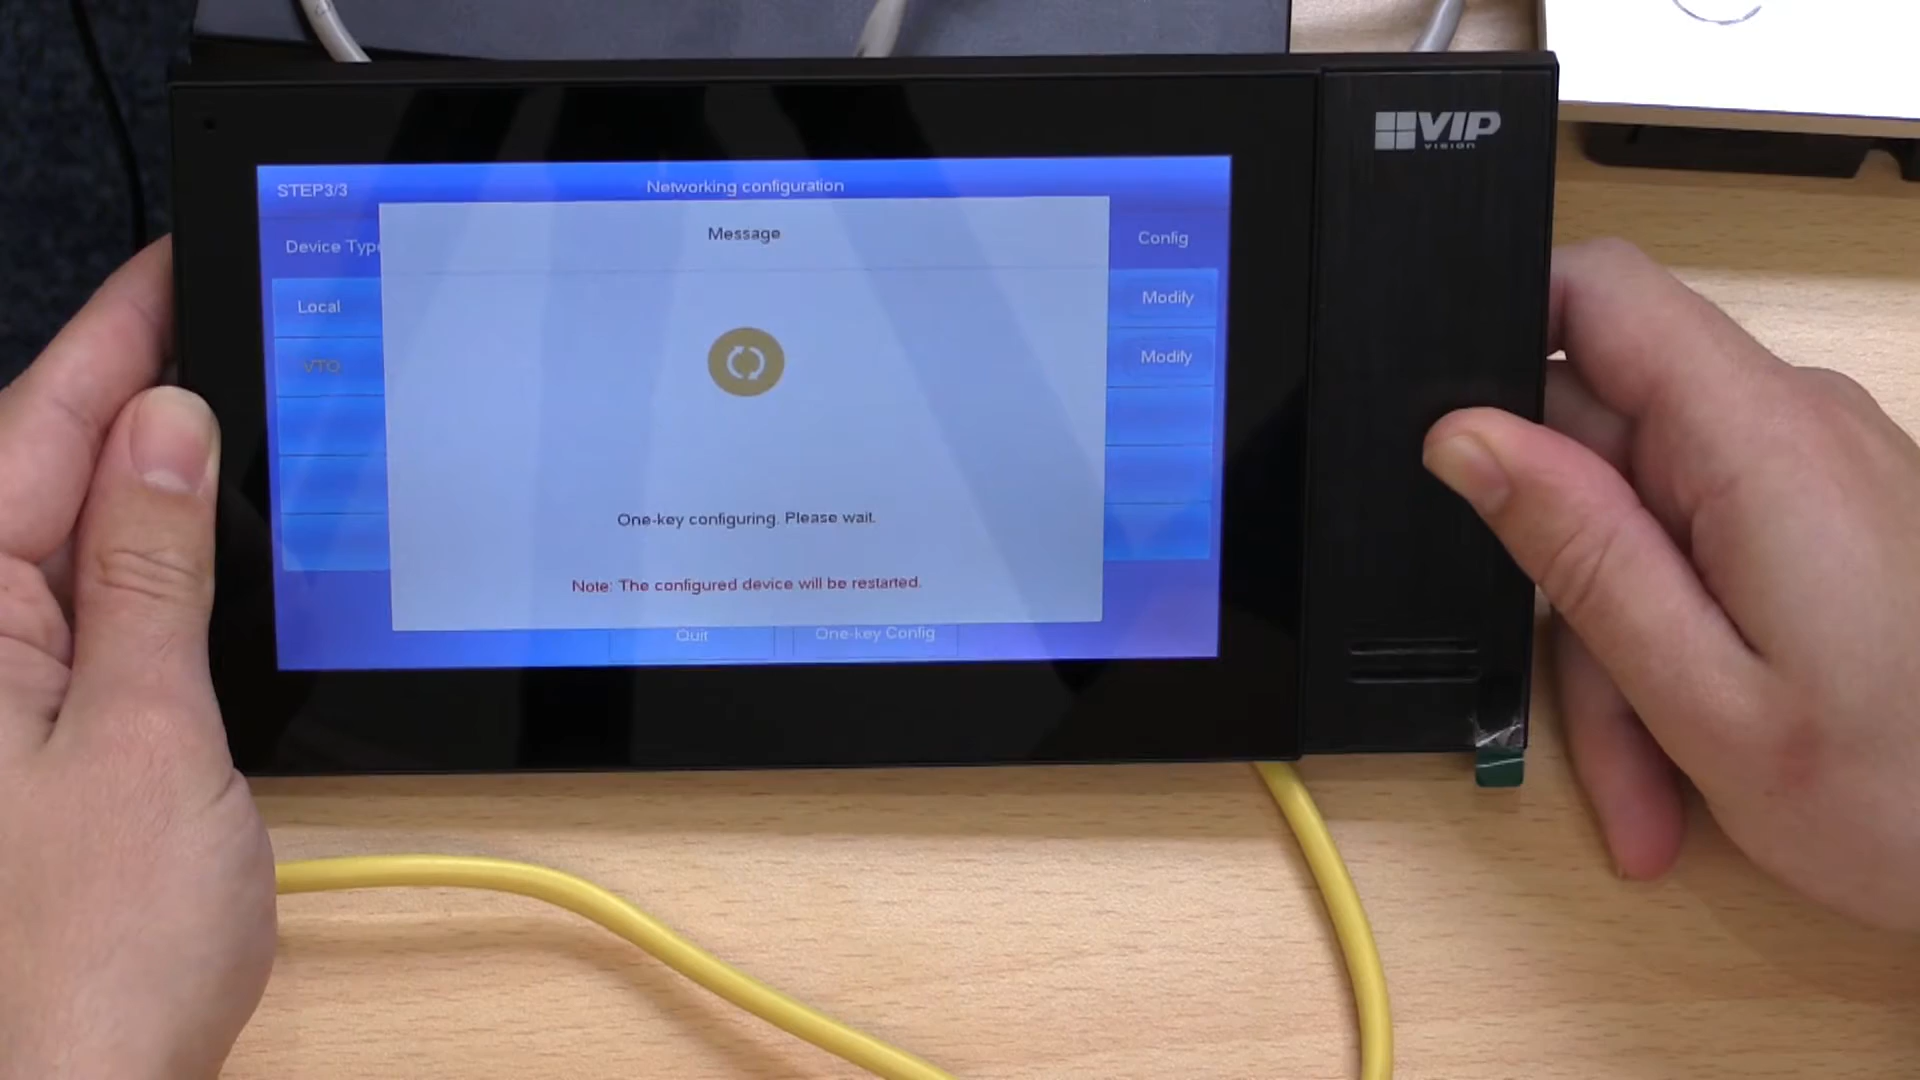 VIP
VISION
STEP3/3
Networking configuration
Device Type
Message
Config
Local
Modify
VTO
Modify
One-key configuring. Please wait.
Note: The configured device will be restarted.
Quit
One-key Config